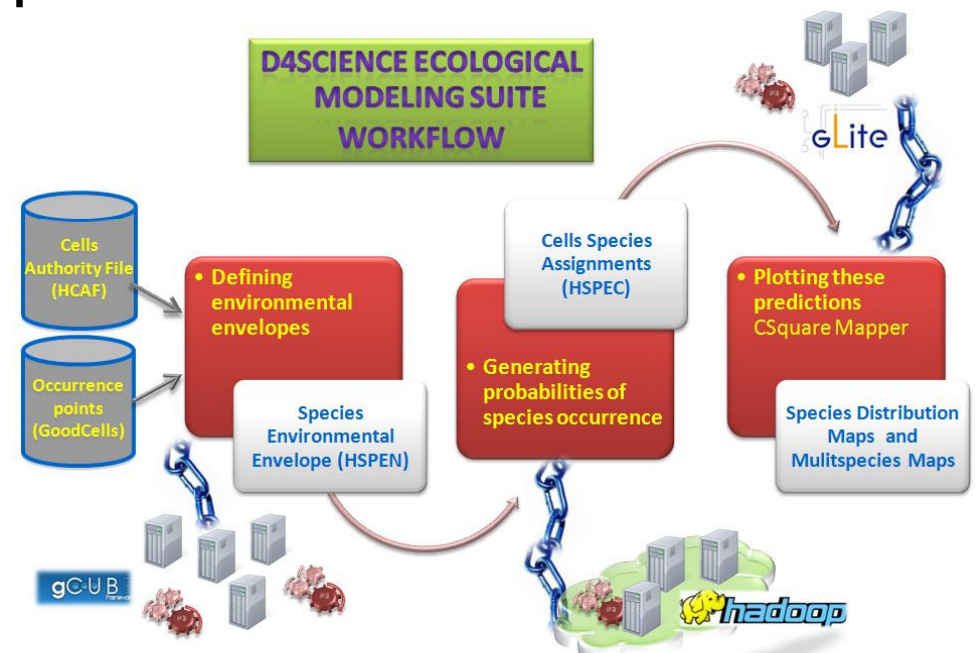 D4SCIENCE ECOLOGICAL
MODELING SUITE
WORKFLOW
gLite
Cells
Authority File
(HCAF)
Occurrence
points
(GoodCells)
• Defining
environmental
envelopes
Species
Environmental
Envelope (HSPEN)
Cells Species
Assignments
(HSPEC)
• Generating
probabilities of
species occurrence
• Plotting these
predictions
CSquare Mapper
Species Distribution
Maps and
Mulitspecies Maps
gCUBE
hadoop